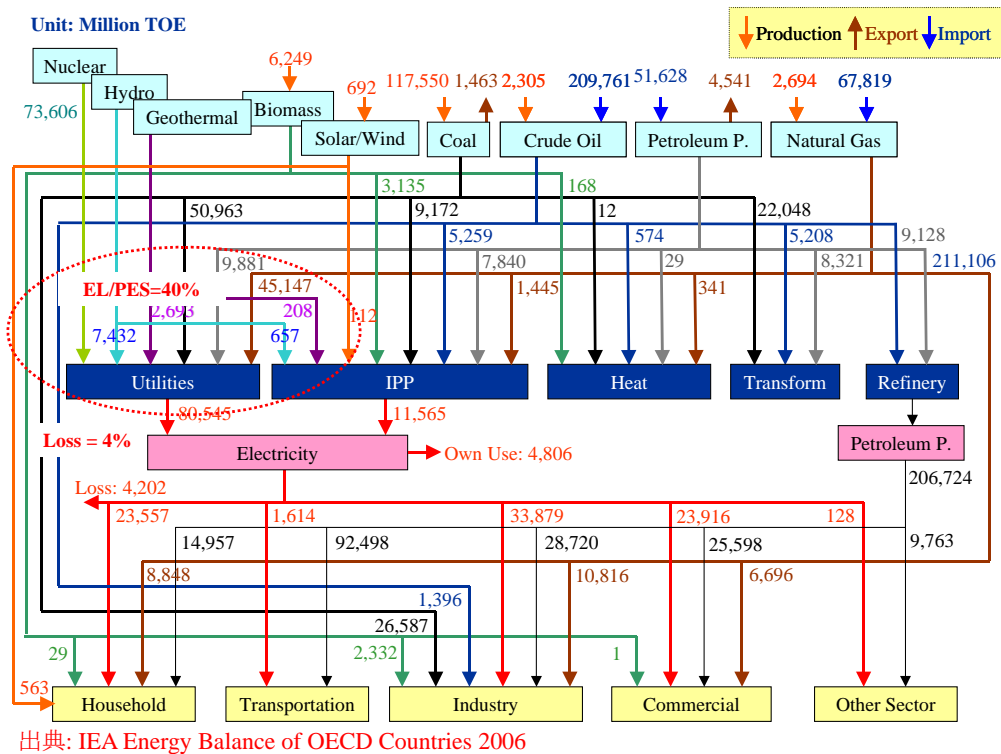 Unit: Million TOE
Production Export Import
Nuclear
Hydro
Geothermal
Biomass
Solar/Wind
Coal
Crude Oil
Petroleum P.
Natural Gas
6,249
692
117,550
1,463
2,305
209,761
51,628
4,541
2,694
67,819
73,606
3,135
168
50,963
9,172
12
22,048
5,259
574
5,208
9,128
9,881
7,840
29
8,321
211,106
EL/PES=40%
45,147
1,445
341
2,693
208
112
7,432
657
Utilities
IPP
Heat
Transform
Refinery
80,545
11,565
Loss = 4%
Electricity
Own Use: 4,806
Petroleum P.
206,724
Loss: 4,202
23,557
1,614
33,879
23,916
128
14,957
92,498
28,720
25,598
9,763
8,848
10,816
6,696
1,396
26,587
29
2,332
1
563
Household
Transportation
Industry
Commercial
Other Sector
出典: IEA Energy Balance of OECD Countries 2006